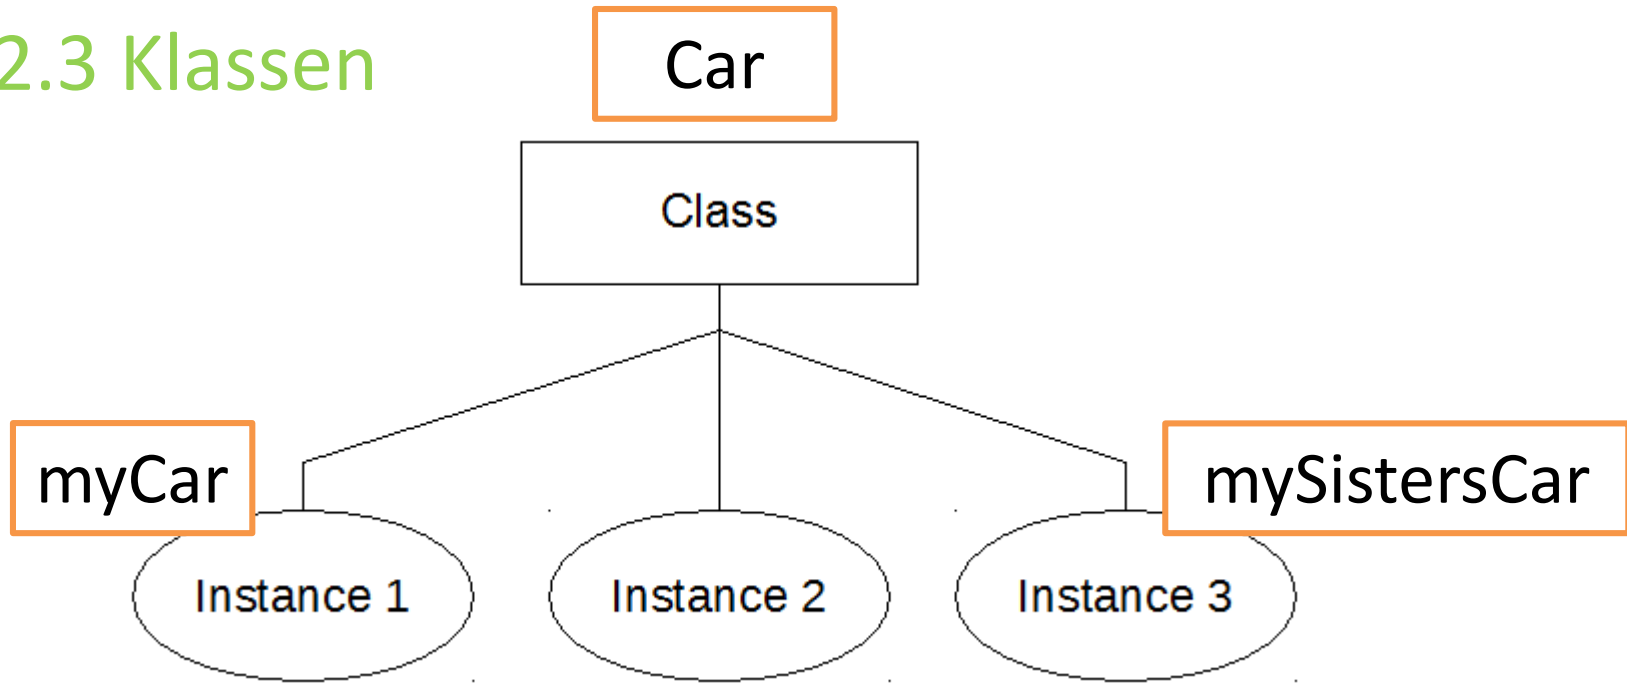 2.3 Klassen
Car
Class
myCar
mySistersCar
Instance 1
Instance 2
Instance 3